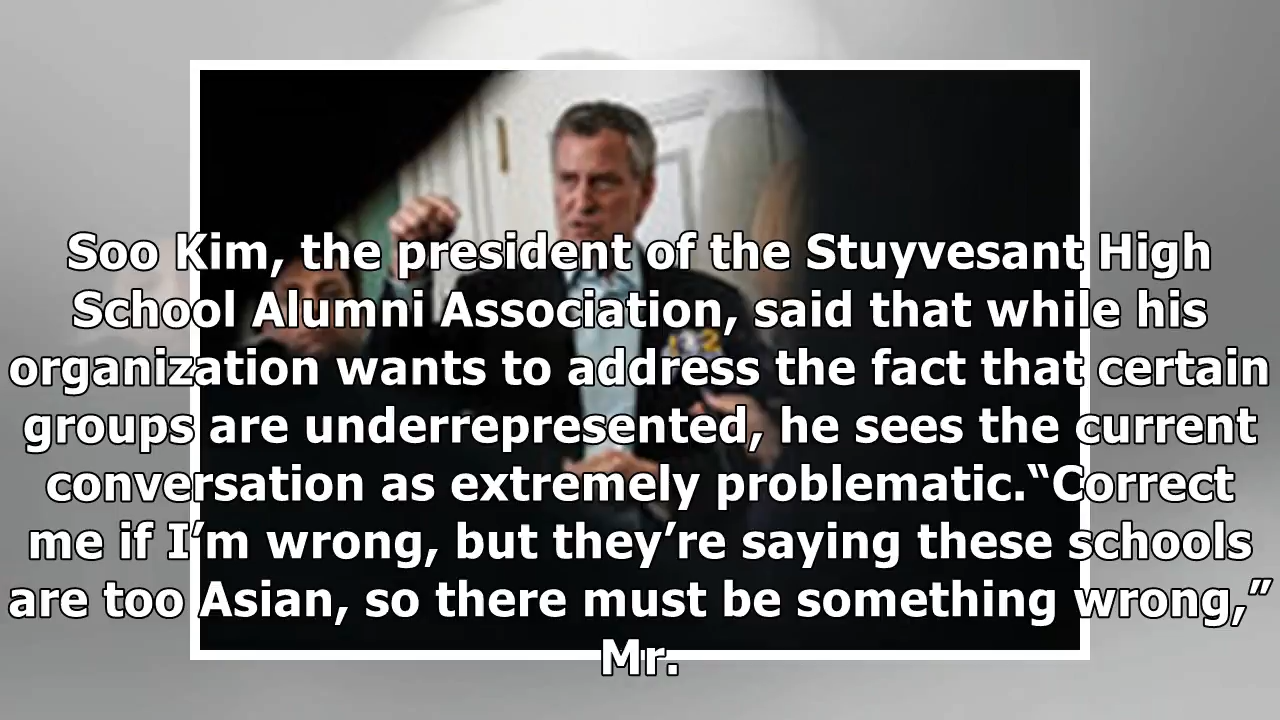 Soo Kim, the president of the Stuyvesant High
School Alumni Association, said that while his
organization wants to address the fact that certain
groups are underrepresented, he sees the current
conversation as extremely problematic.“Correct
me if I’m wrong, but they’re saying these schools
are too Asian, so there must be something wrong,”
Mr.